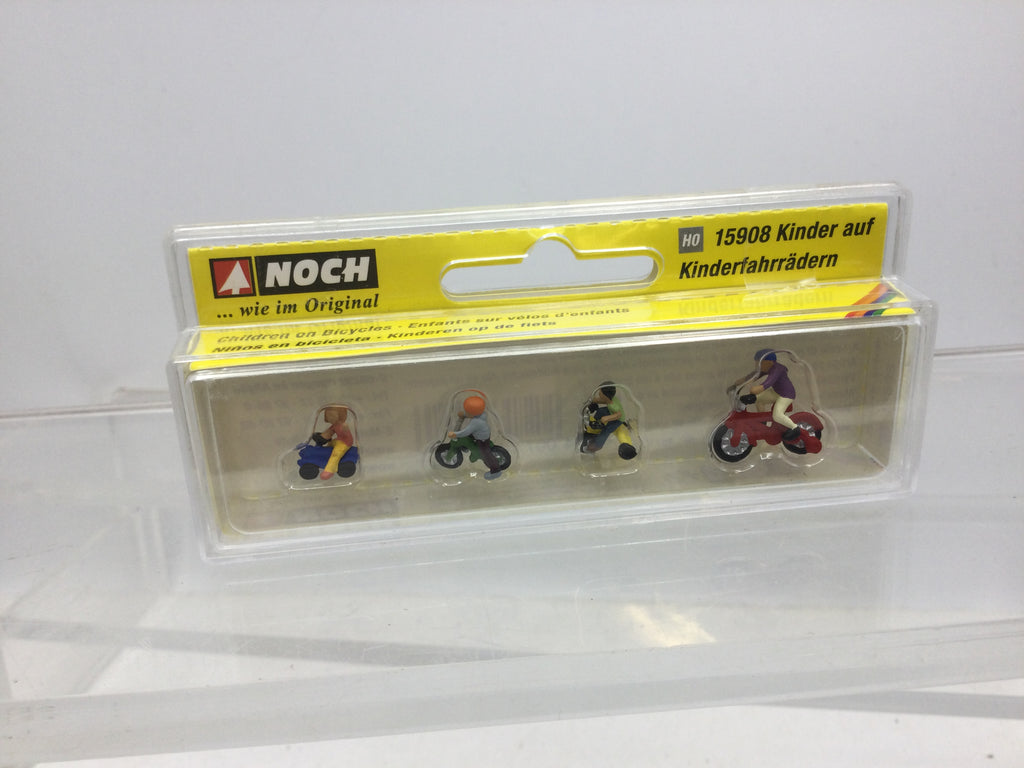 NOCH
... wie im Original
H0 15908 Kinder auf
Kinderfahrrädern
Children on Bicycles · Enfants sur vélos d'enfants
Niños en bicicleta · Kinderen op de fiets